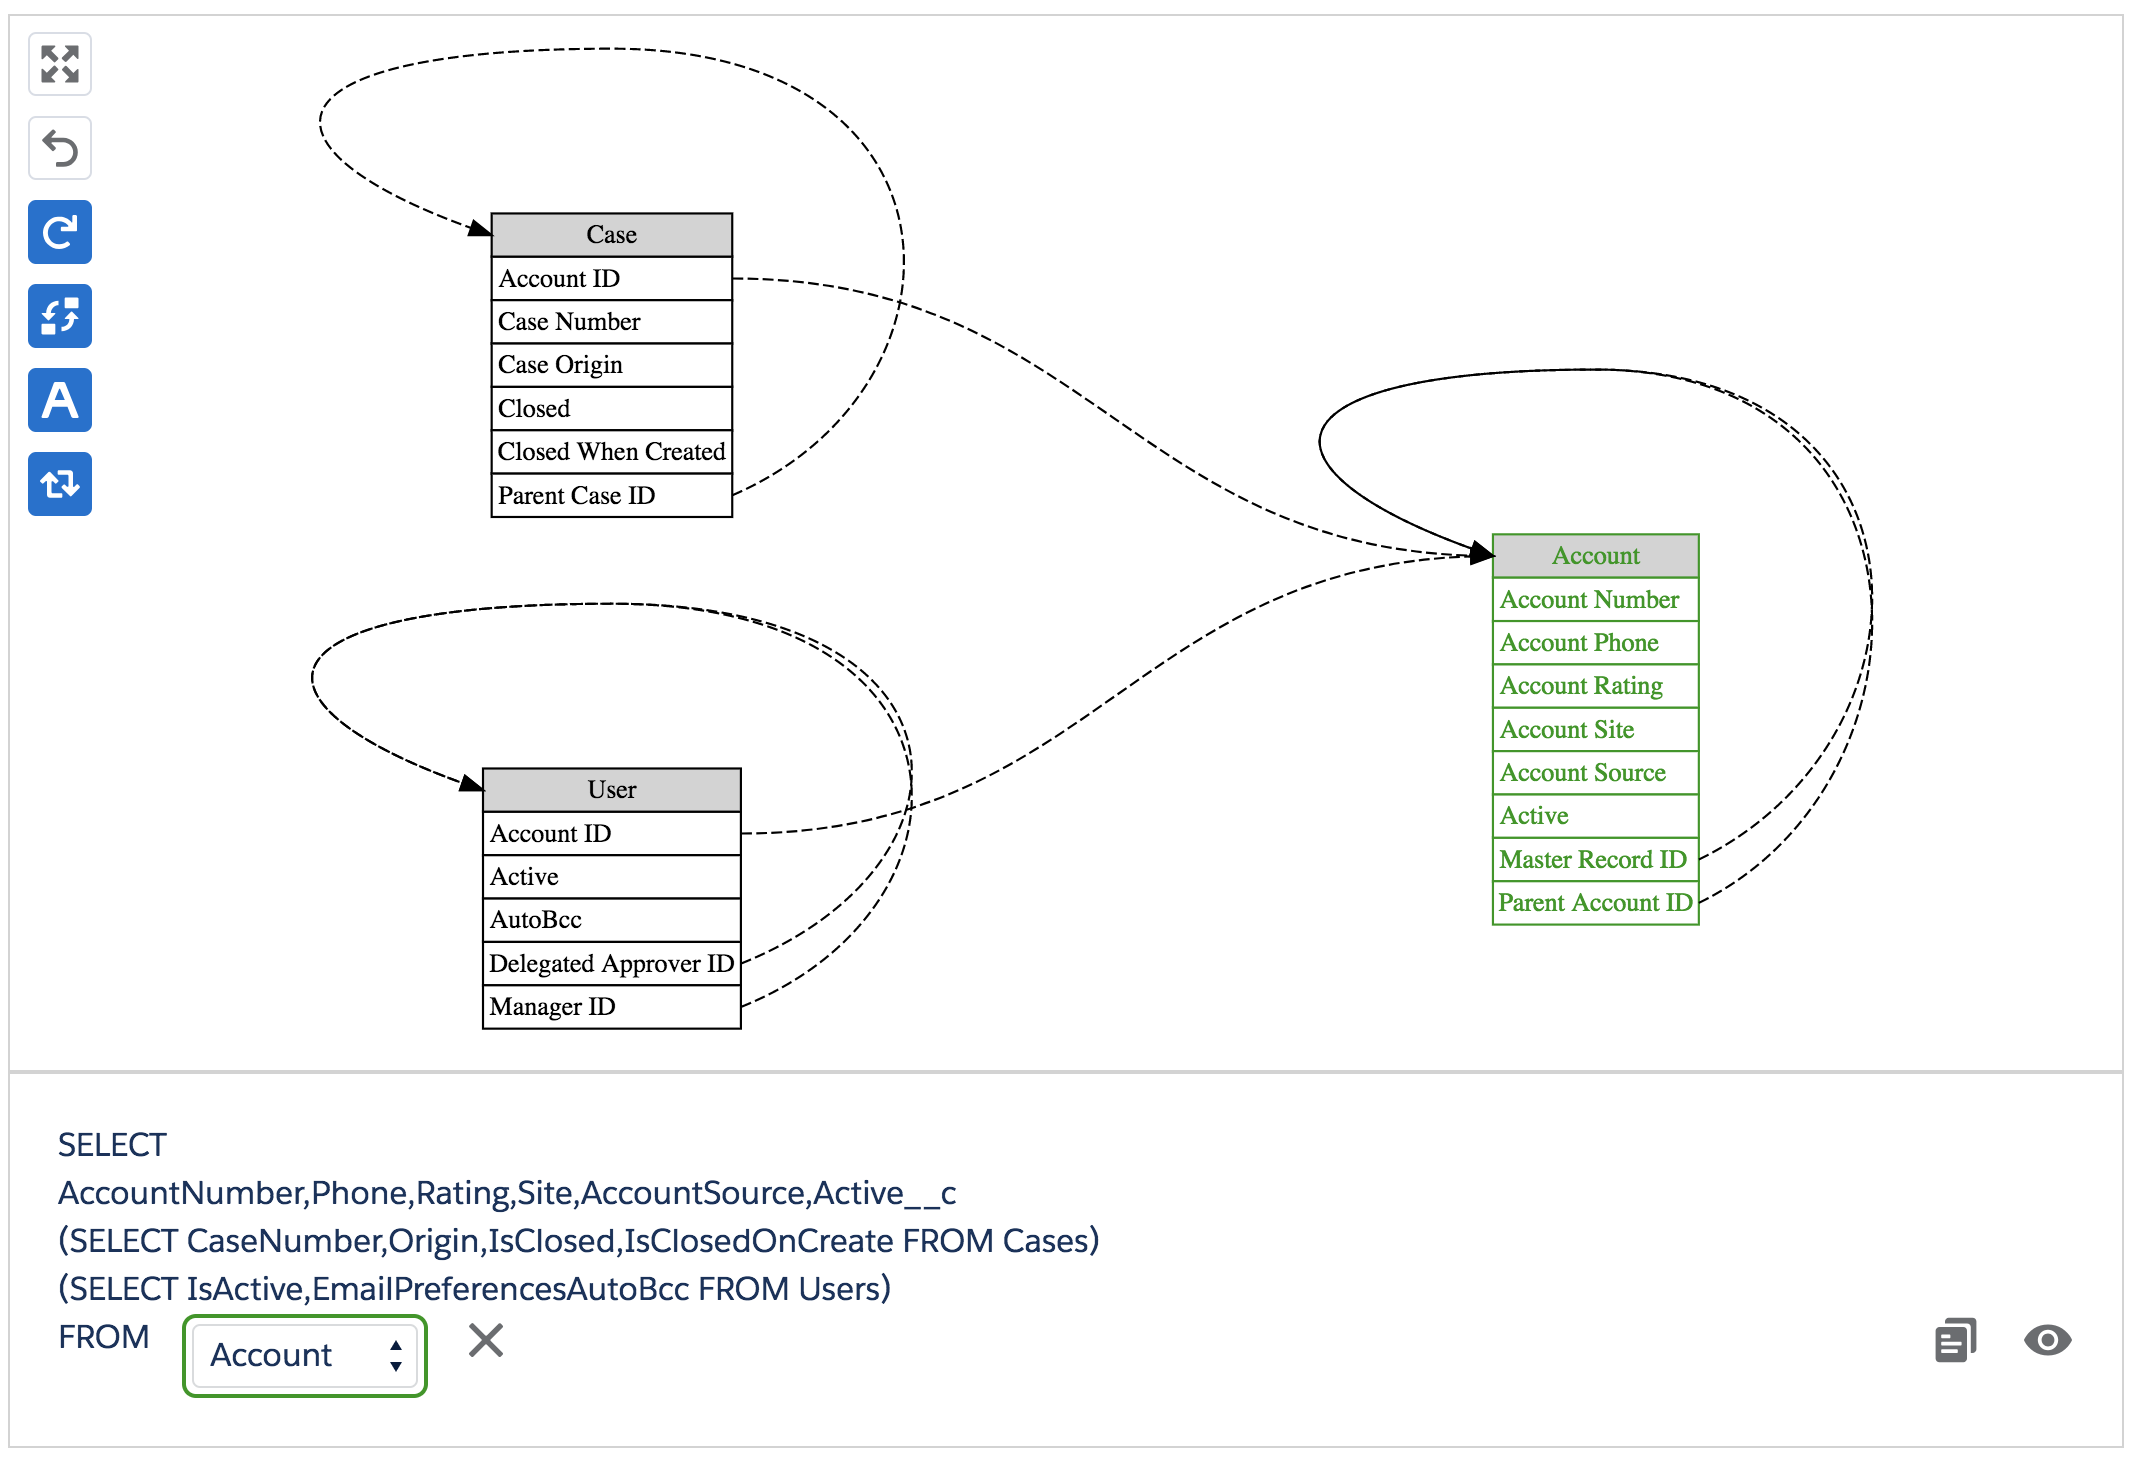 A
Case
Account ID
Case Number
Case Origin
Closed
Closed When Created
Parent Case ID
User
Account ID
Active
AutoBcc
Delegated Approver ID
Manager ID
Account
Account Number
Account Phone
Account Rating
Account Site
Account Source
Active
Master Record ID
Parent Account ID
SELECT
AccountNumber,Phone,Rating,Site,AccountSource,Active__c
(SELECT CaseNumber,Origin,IsClosed,IsClosedOnCreate FROM Cases)
(SELECT IsActive,EmailPreferencesAutoBcc FROM Users)
FROM Account